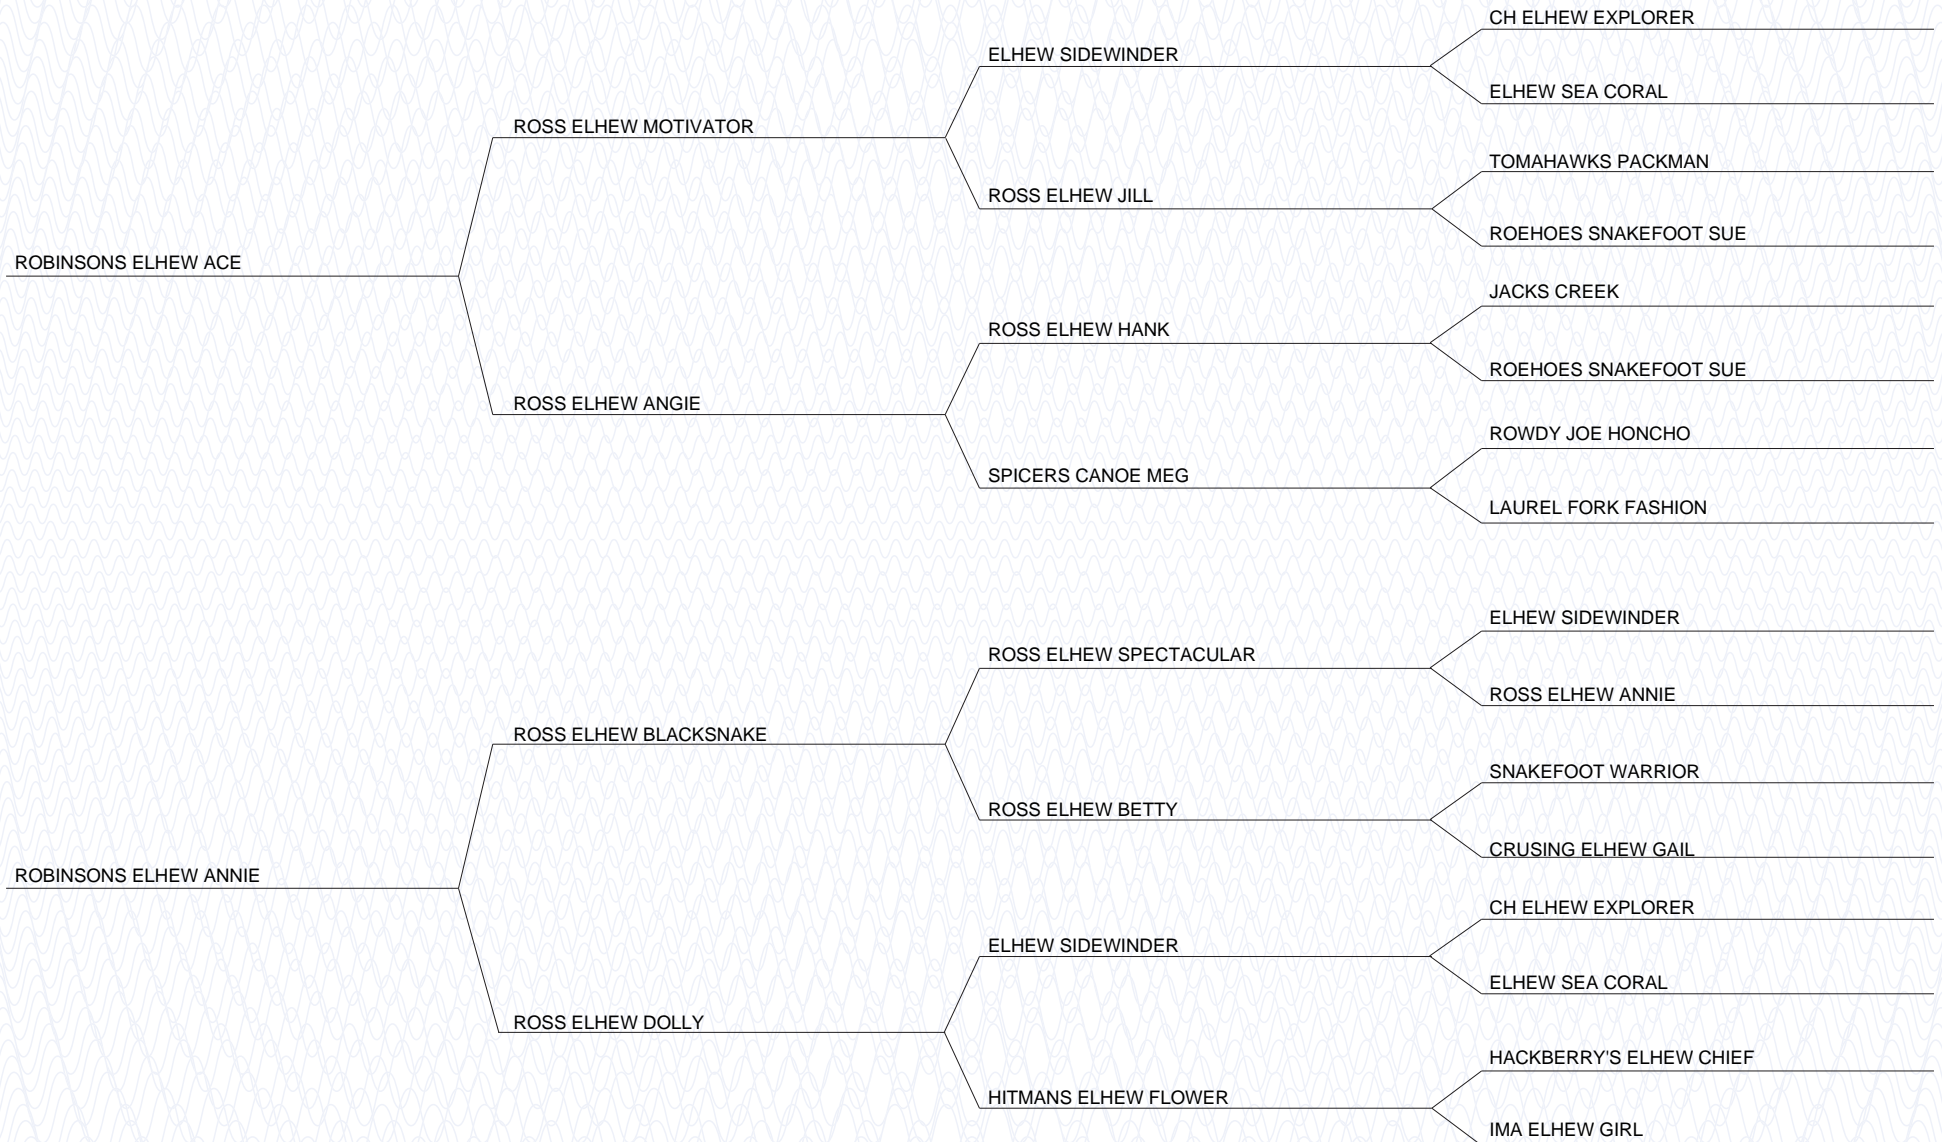 CH ELHEW EXPLORER
ELHEW SIDEWINDER
ELHEW SEA CORAL
ROSS ELHEW MOTIVATOR
TOMAHAWKS PACKMAN
ROSS ELHEW JILL
ROEHOES SNAKEFOOT SUE
ROBINSONS ELHEW ACE
JACKS CREEK
ROSS ELHEW HANK
ROEHOES SNAKEFOOT SUE
ROSS ELHEW ANGIE
ROWDY JOE HONCHO
SPICERS CANOE MEG
LAUREL FORK FASHION
ELHEW SIDEWINDER
ROSS ELHEW SPECTACULAR
ROSS ELHEW ANNIE
ROSS ELHEW BLACKSNAKE
SNAKEFOOT WARRIOR
ROSS ELHEW BETTY
CRUSING ELHEW GAIL
ROBINSONS ELHEW ANNIE
CH ELHEW EXPLORER
ELHEW SIDEWINDER
ELHEW SEA CORAL
ROSS ELHEW DOLLY
HACKBERRY'S ELHEW CHIEF
HITMANS ELHEW FLOWER
IMA ELHEW GIRL